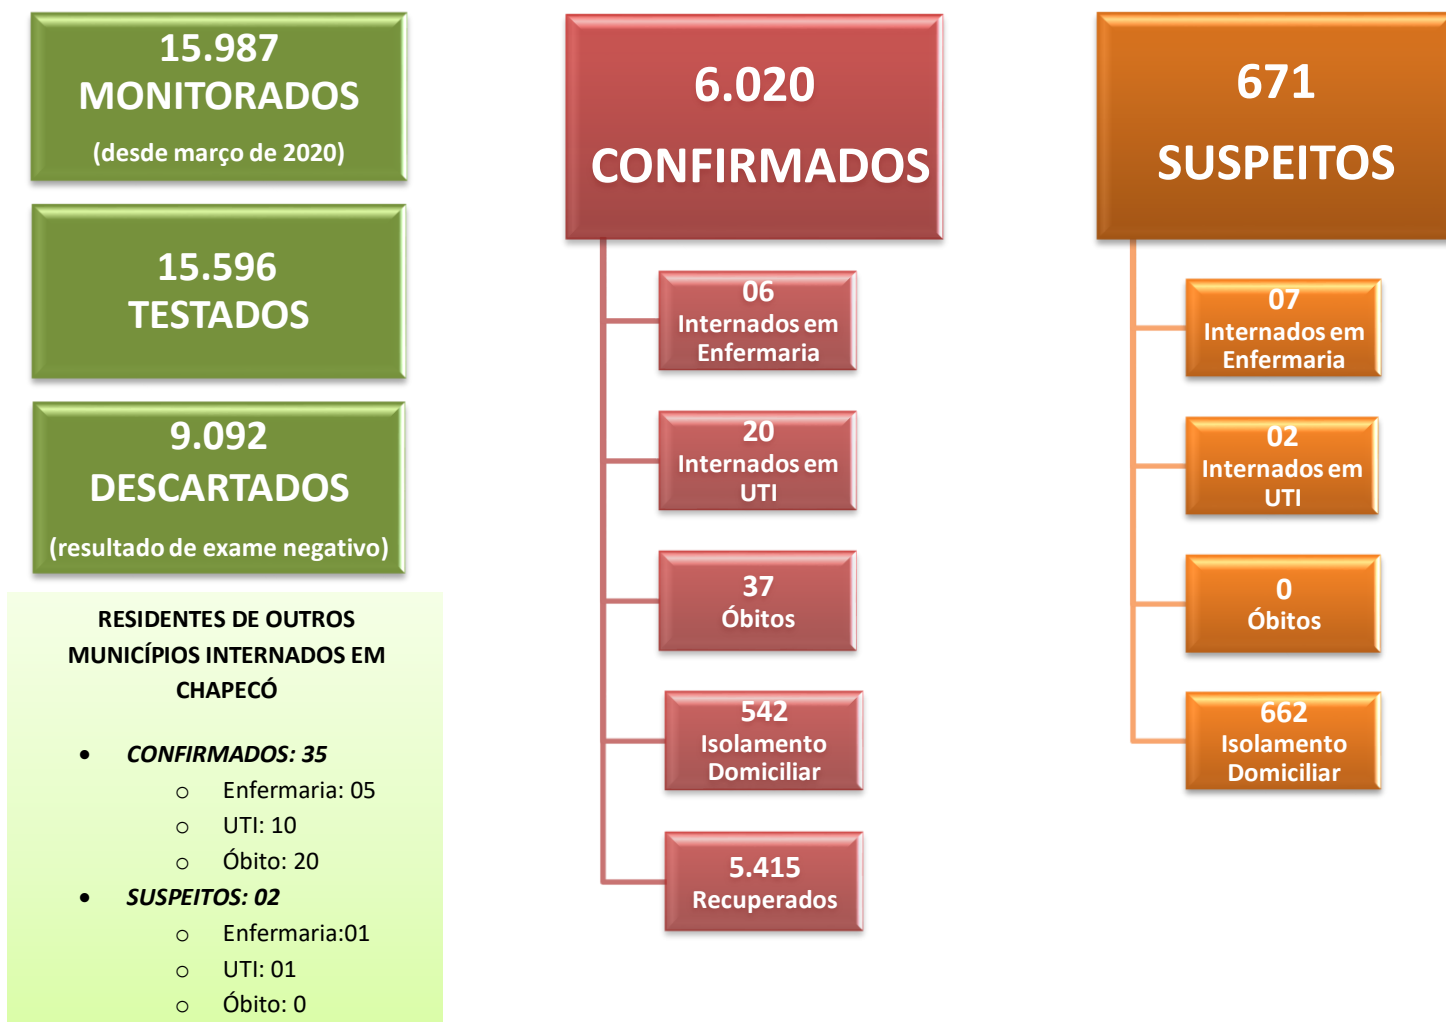 15.987
MONITORADOS
(desde março de 2020)
15.596
TESTADOS
9.092
DESCARTADOS
(resultado de exame negativo)
RESIDENTES DE OUTROS
MUNICÍPIOS INTERNADOS EM
CHAPECÓ
• CONFIRMADOS: 35
o Enfermaria: 05
o UTI: 10
o Óbito: 20
• SUSPEITOS: 02
o Enfermaria:01
o UTI: 01
o Óbito: 0
6.020
CONFIRMADOS
06
Internados em
Enfermaria
20
Internados em
UTI
37
Óbitos
542
Isolamento
Domiciliar
5.415
Recuperados
671
SUSPEITOS
07
Internados em
Enfermaria
02
Internados em
UTI
0
Óbitos
662
Isolamento
Domiciliar